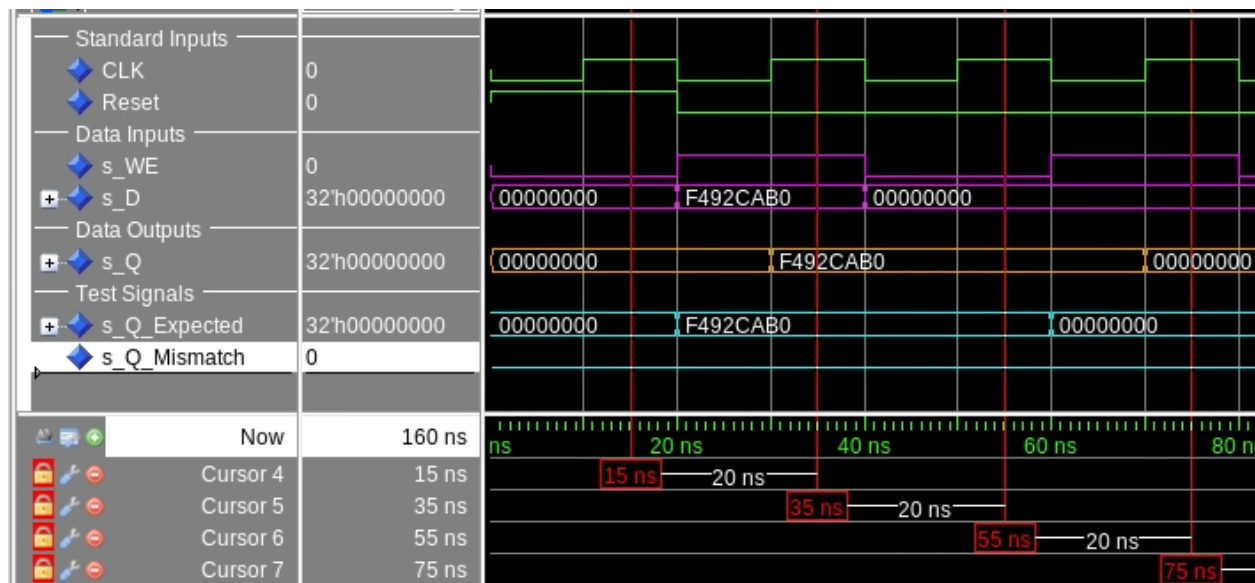 Standard Inputs
CLK 0
Reset 0
Data Inputs
s_WE 0
s_D 32'h00000000 00000000 F492CAB0 00000000
Data Outputs
s_Q 32'h00000000 00000000 F492CAB0 00000000
Test Signals
s_Q_Expected 32'h00000000 00000000 F492CAB0 00000000
s_Q_Mismatch 0
Now 160 ns ns 20 ns 40 ns 60 ns 80 n
Cursor 4 15 ns 15 ns 20 ns
Cursor 5 35 ns 35 ns 20 ns
Cursor 6 55 ns 55 ns 20 ns
Cursor 7 75 ns 75 ns